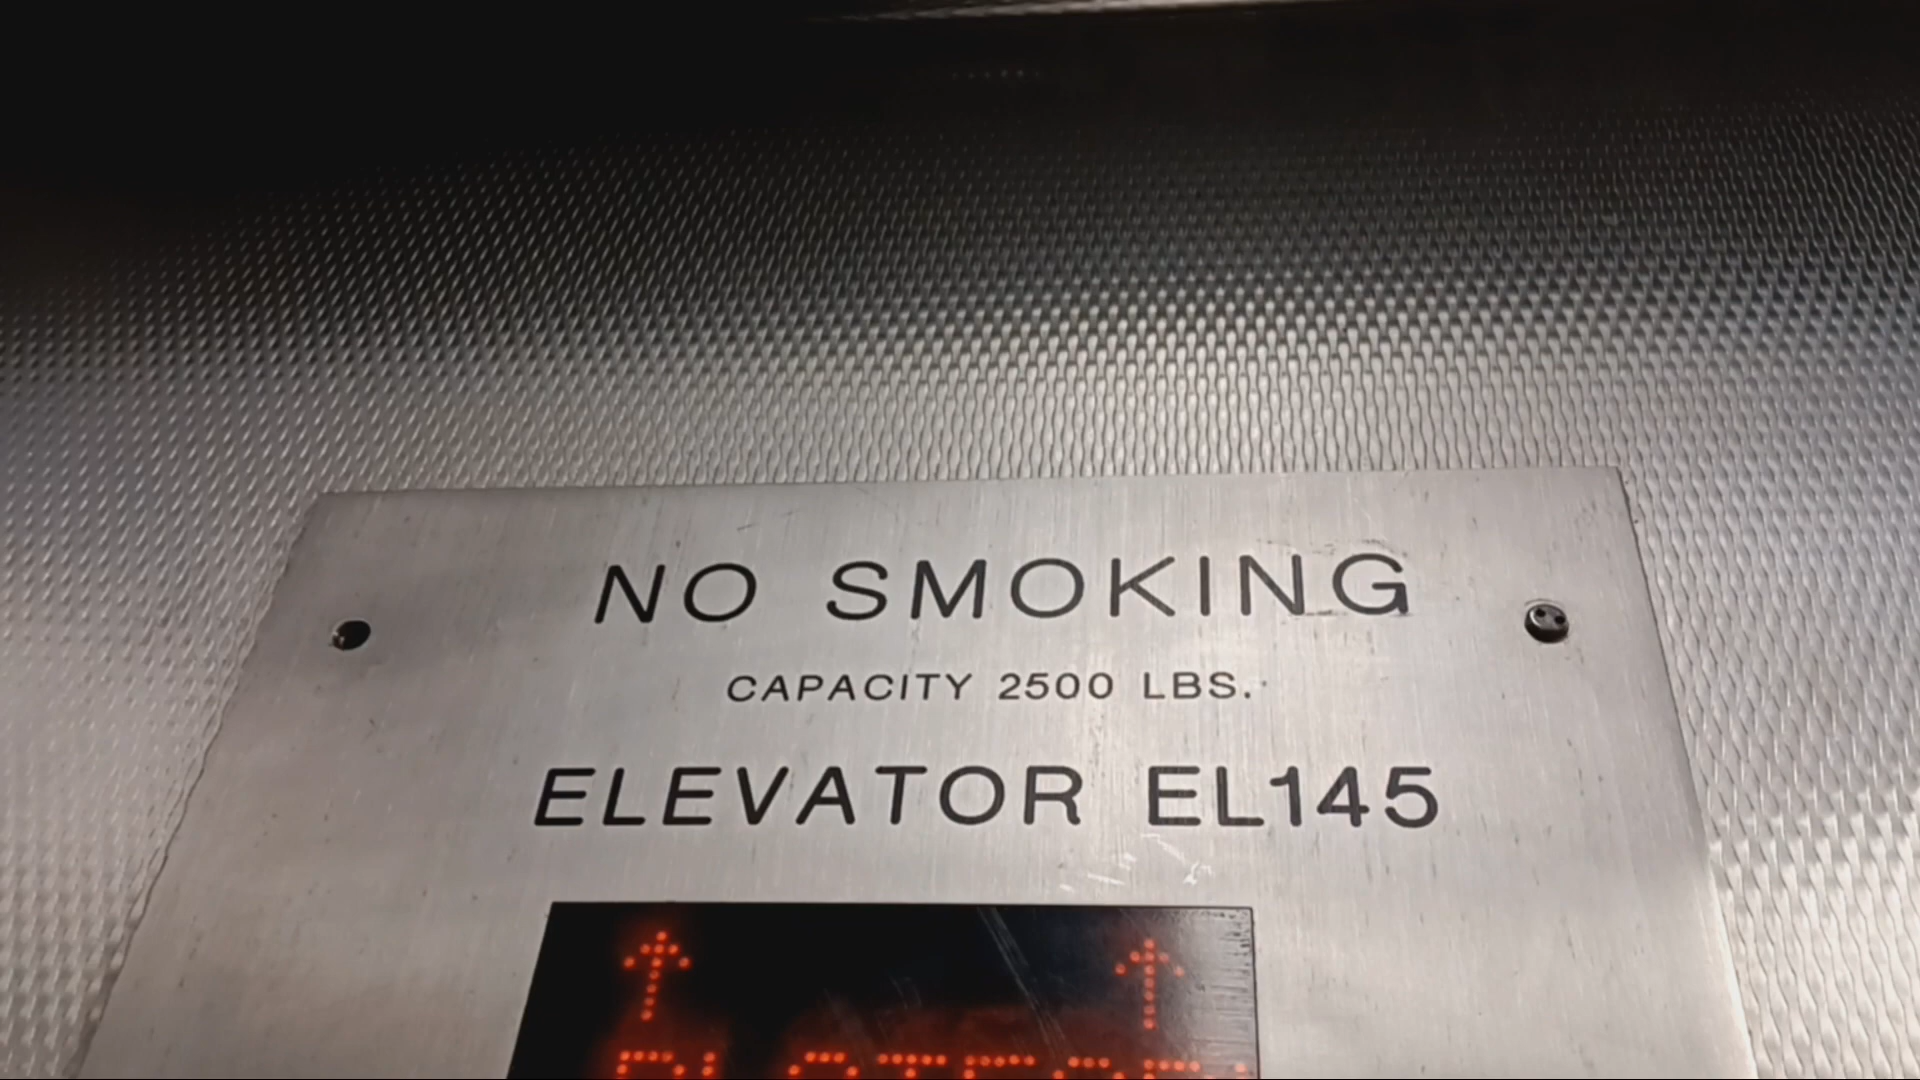 NO SMOKING
CAPACITY 2500 LBS.
ELEVATOR EL145
↑ ↑